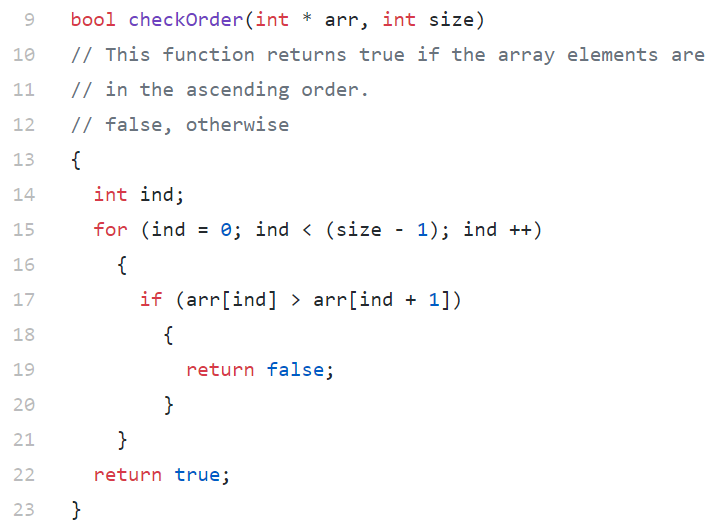 9 bool checkOrder(int * arr, int size)
10 // This function returns true if the array elements are
11 // in the ascending order.
12 // false, otherwise
13 {
14   int ind;
15   for (ind = 0; ind < (size - 1); ind ++)
16     {
17       if (arr[ind] > arr[ind + 1])
18         {
19           return false;
20         }
21     }
22   return true;
23 }